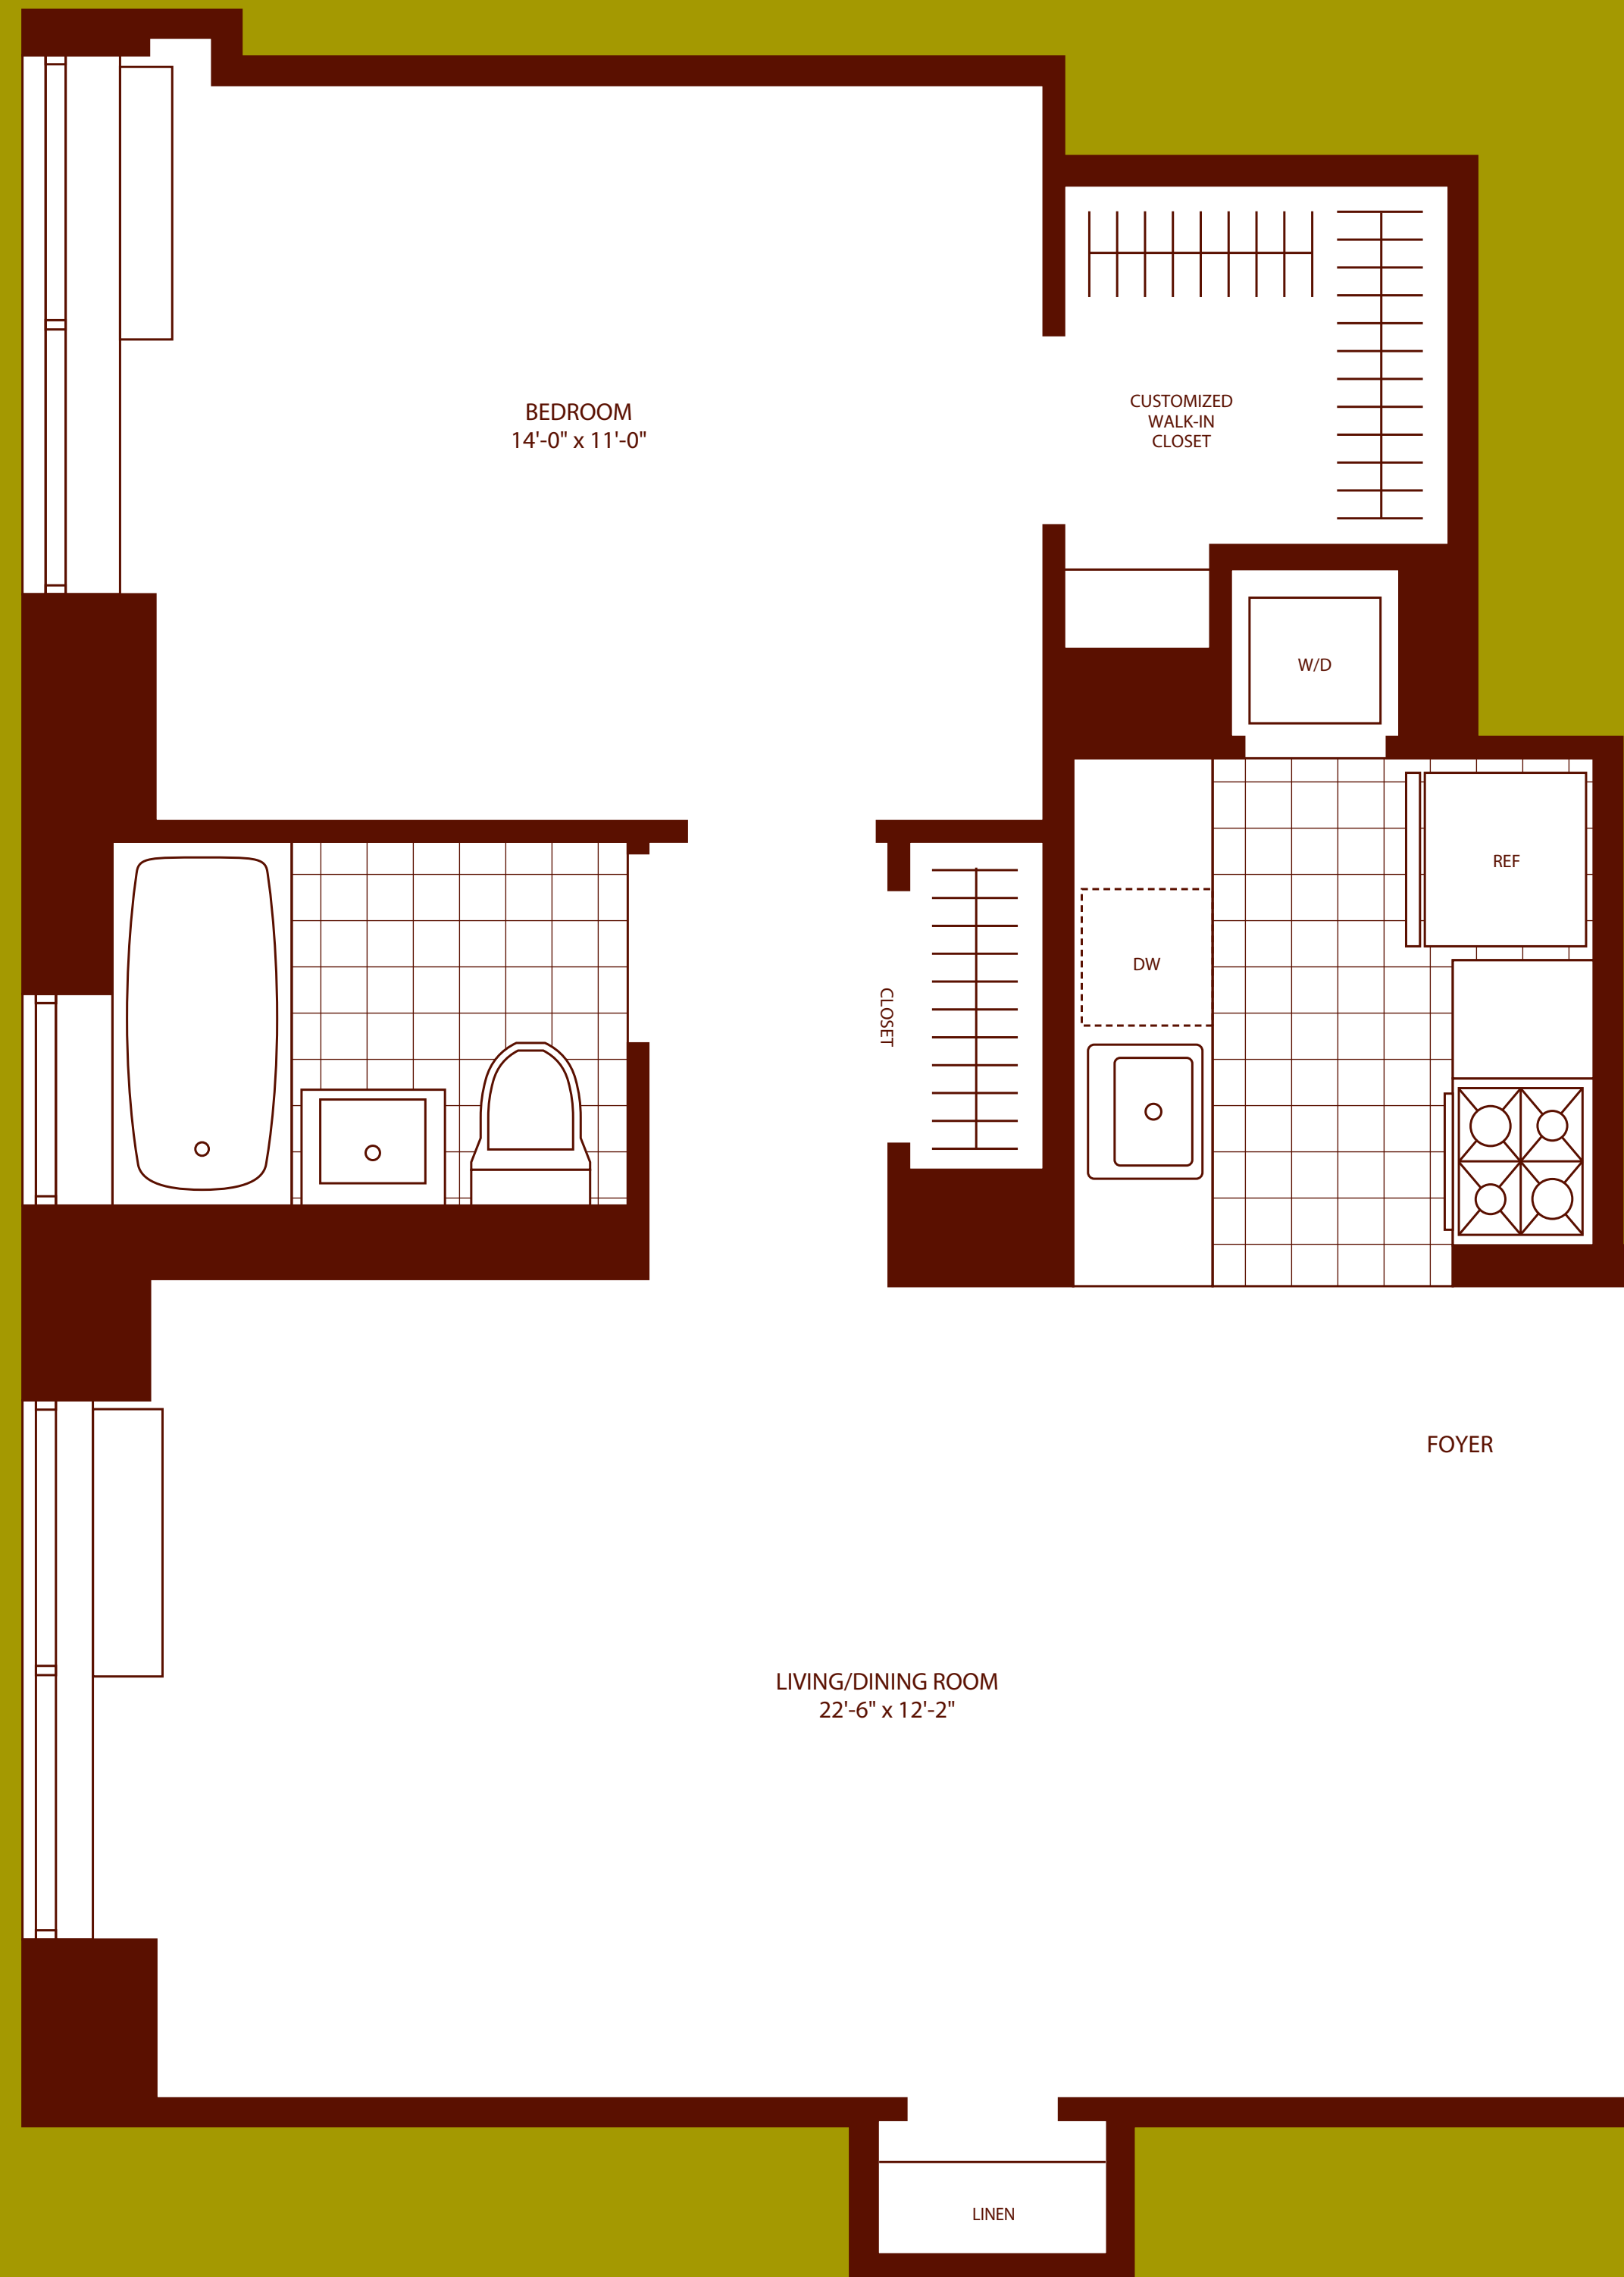 BEDROOM
14'-0" x 11'-0"
CUSTOMIZED
WALK-IN
CLOSET
W/D
REF
DW
CLOSET
FOYER
LIVING/DINING ROOM
22'-6" x 12'-2"
LINEN